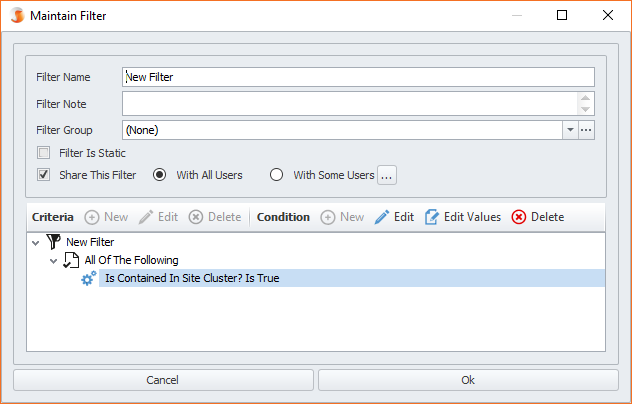 Maintain Filter
Filter Name New Filter
Filter Note
Filter Group (None)
Filter Is Static
Share This Filter With All Users With Some Users ...
Criteria New Edit Delete Condition New Edit Edit Values Delete
New Filter
All Of The Following
Is Contained In Site Cluster? Is True
Cancel Ok